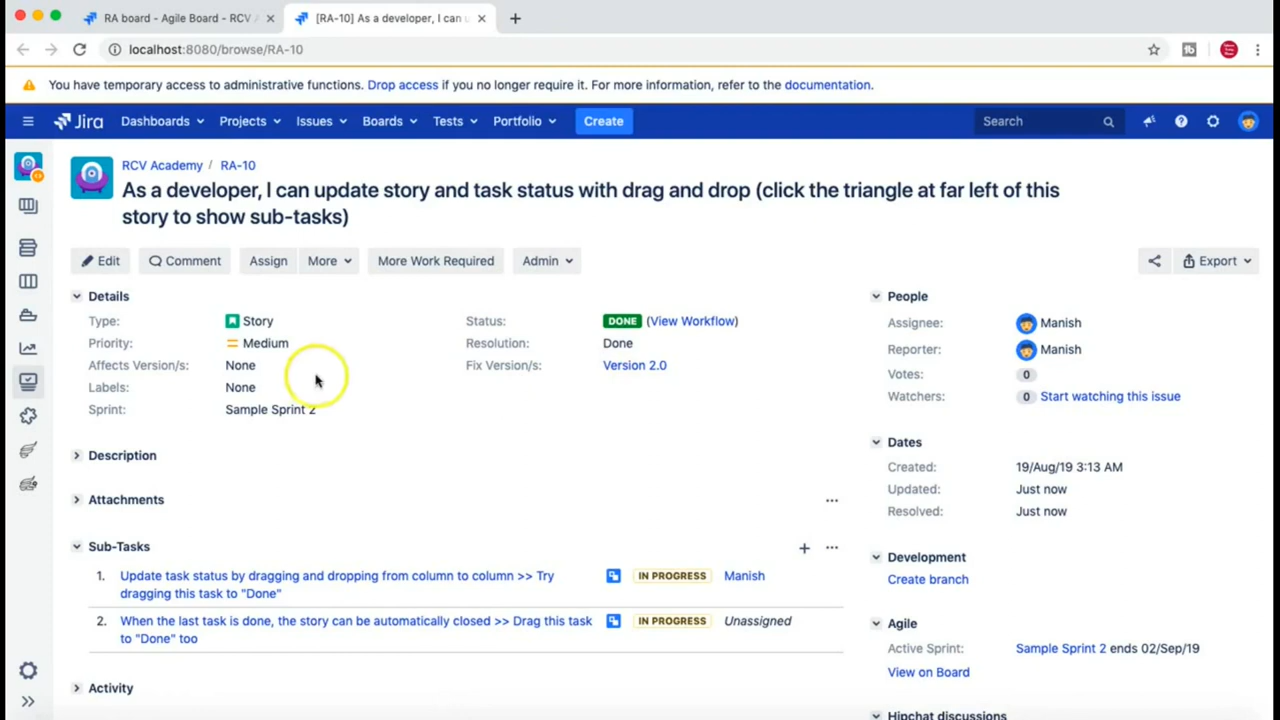 RA board - Agile Board - RCV A
[RA-10] As a developer, I can u
localhost:8080/browse/RA-10
You have temporary access to administrative functions. Drop access if you no longer require it. For more information, refer to the documentation.
Jira Dashboards Projects Issues Boards Tests Portfolio Create Search
RCV Academy / RA-10
As a developer, I can update story and task status with drag and drop (click the triangle at far left of this
story to show sub-tasks)
Edit Comment Assign More More Work Required Admin Export
Details
Type: Story
Priority: Medium
Affects Version/s: None
Labels: None
Sprint: Sample Sprint 2
Status: DONE (View Workflow)
Resolution: Done
Fix Version/s: Version 2.0
Description
Attachments
Sub-Tasks
1. Update task status by dragging and dropping from column to column >> Try
dragging this task to "Done"
IN PROGRESS Manish
2. When the last task is done, the story can be automatically closed >> Drag this task
to "Done" too
IN PROGRESS Unassigned
Activity
People
Assignee: Manish
Reporter: Manish
Votes: 0
Watchers: 0 Start watching this issue
Dates
Created: 19/Aug/19 3:13 AM
Updated: Just now
Resolved: Just now
Development
Create branch
Agile
Active Sprint: Sample Sprint 2 ends 02/Sep/19
View on Board
Hipchat discussions